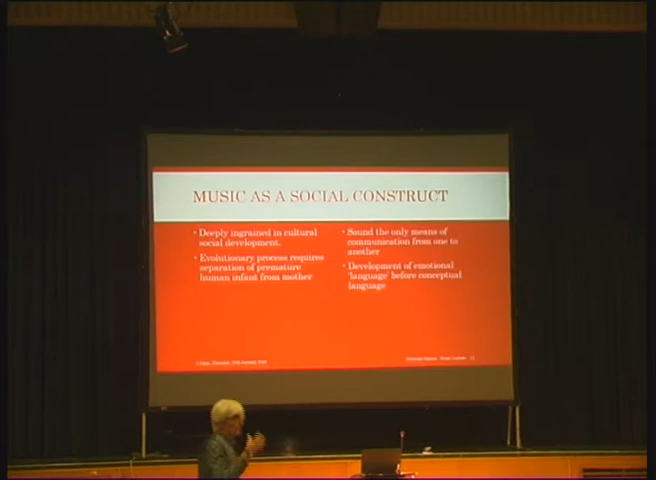 MUSIC AS A SOCIAL CONSTRUCT
• Deeply ingrained in cultural
social development.
• Evolutionary process requires
separation of premature
human infant from mother
• Sound the only means of
communication from one to
another
• Development of emotional
'language' before conceptual
language